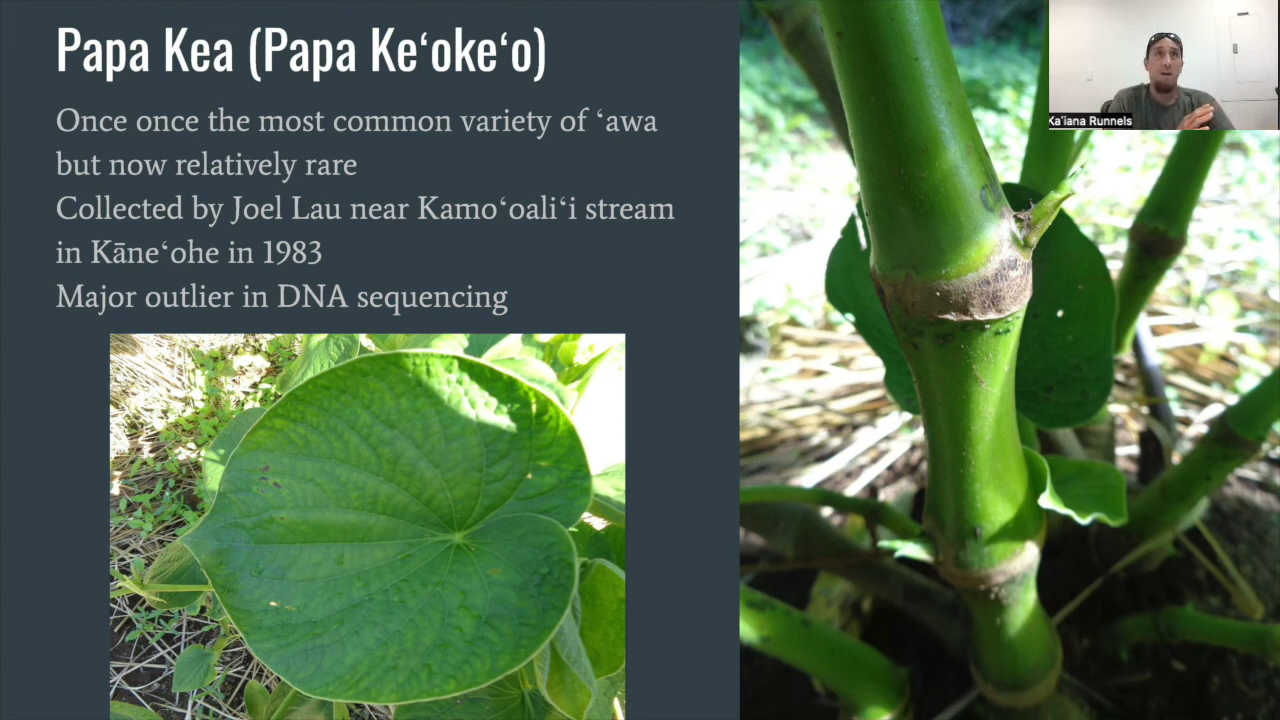 Papa Kea (Papa Keʻokeʻo)
Once once the most common variety of ʻawa
but now relatively rare
Collected by Joel Lau near Kamoʻoaliʻi stream
in Kāneʻohe in 1983
Major outlier in DNA sequencing
Kaʻiana Runnels